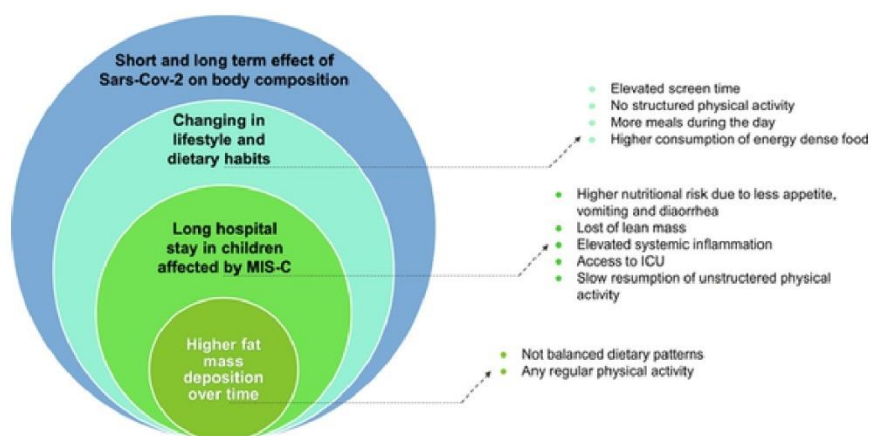 Short and long term effect of
Sars-Cov-2 on body composition
Changing in
lifestyle and
dietary habits
Long hospital
stay in children
affected by MIS-C
Higher fat
mass
deposition
over time
Elevated screen time
No structured physical activity
More meals during the day
Higher consumption of energy dense food
Higher nutritional risk due to less appetite,
vomiting and diaorrhea
Lost of lean mass
Elevated systemic inflammation
Access to ICU
Slow resumption of unstructered physical
activity
Not balanced dietary patterns
Any regular physical activity